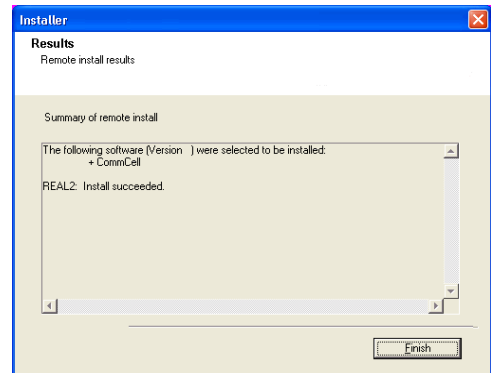 Installer
Results
Remote install results
Summary of remote install
The following software (Version   ) were selected to be installed:
+ CommCell
REAL2:  Install succeeded.
Finish